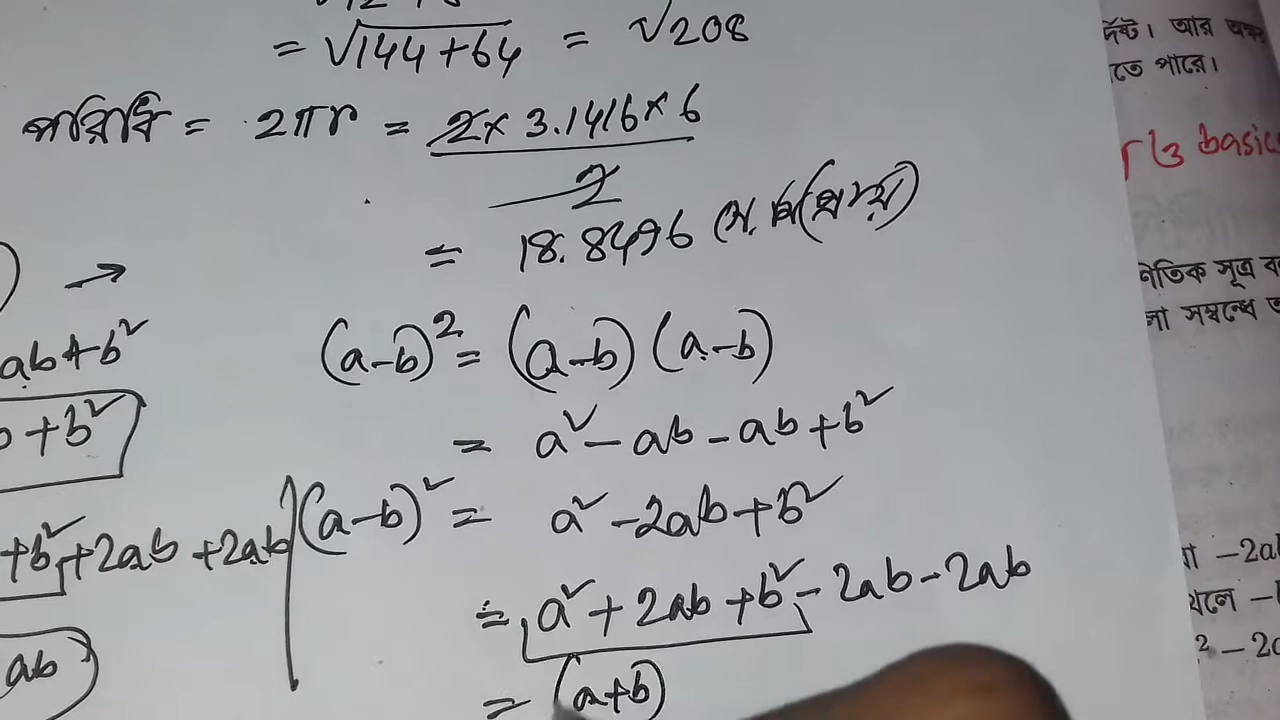 = √144+64 = √208
পরিধি = 2πr = 2× 3.1416×6 / 2
= 18.8496 সে. মি (প্রায়)
ab+b²
(a-b)² = (a-b) (a-b)
+b²
= a² - ab - ab + b²
(a-b)² = a² - 2ab + b²
+b²+2ab+2ab
= a² + 2ab + b² - 2ab - 2ab
ab)
= (a+b)
আর
তে পারে।
ও basic
সূত্র
সম্বন্ধে
-2a
² - 2